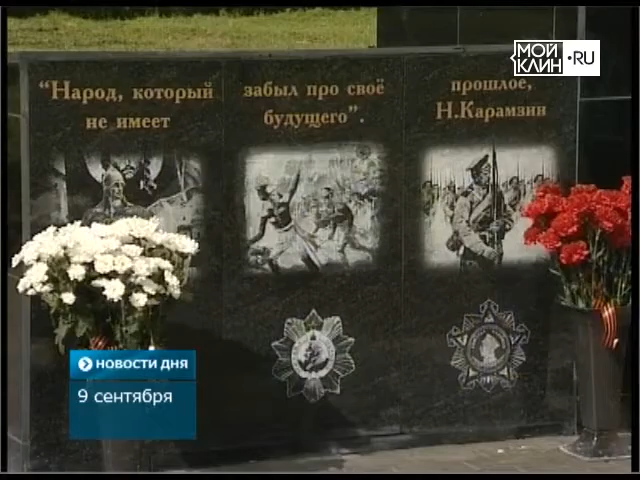 МОЙ
КЛИН .RU
“Народ, который забыл про своё прошлое,
не имеет будущего”. Н.Карамзин
НОВОСТИ ДНЯ
9 сентября